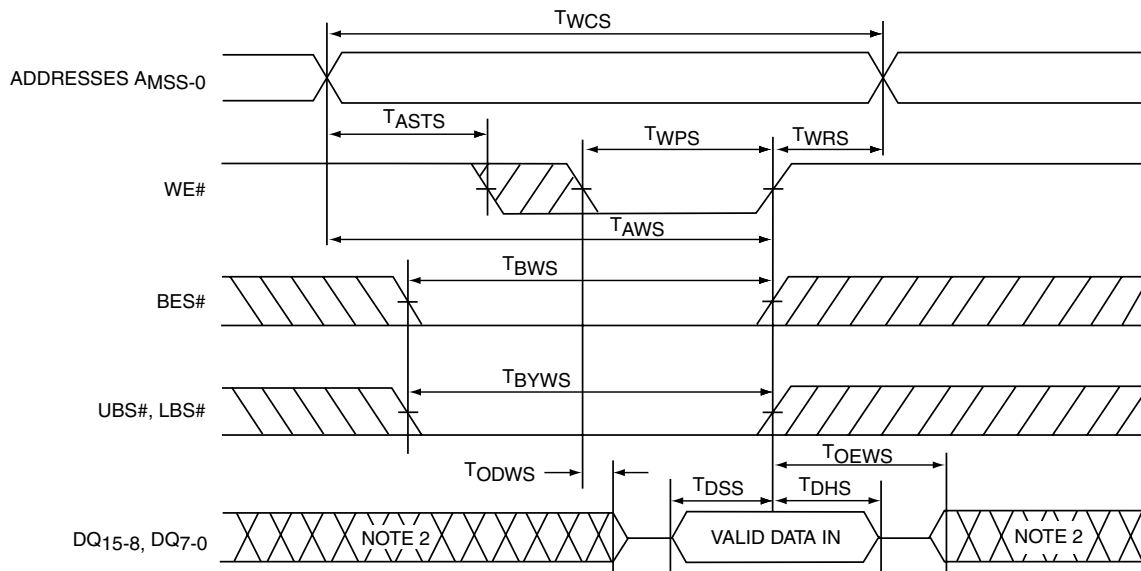 TWCS
ADDRESSES AMSS-0
TASTS
TWPS
TWRS
WE#
TAWS
TBWS
BES#
TBYWS
UBS#, LBS#
TODWS
TOEWS
TDSS
TDHS
DQ15-8, DQ7-0
NOTE 2
VALID DATA IN
NOTE 2